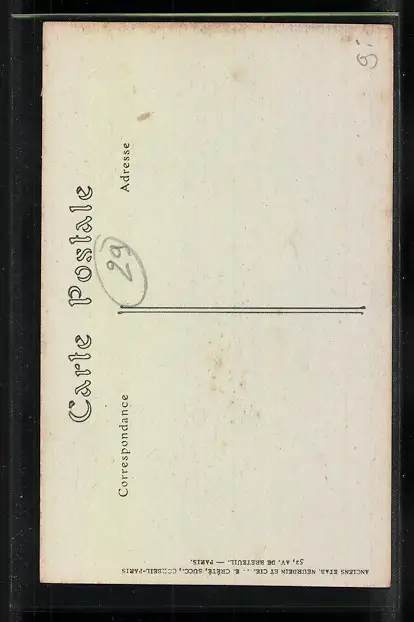 Carte Postale
Correspondance
Adresse
29
ANCIENS ETAB. NEURDEIN ET CIE. . . E. CRÉTÉ, SUCC., CORBEIL-PARIS
52, AV. DE BRETEUIL. — PARIS.